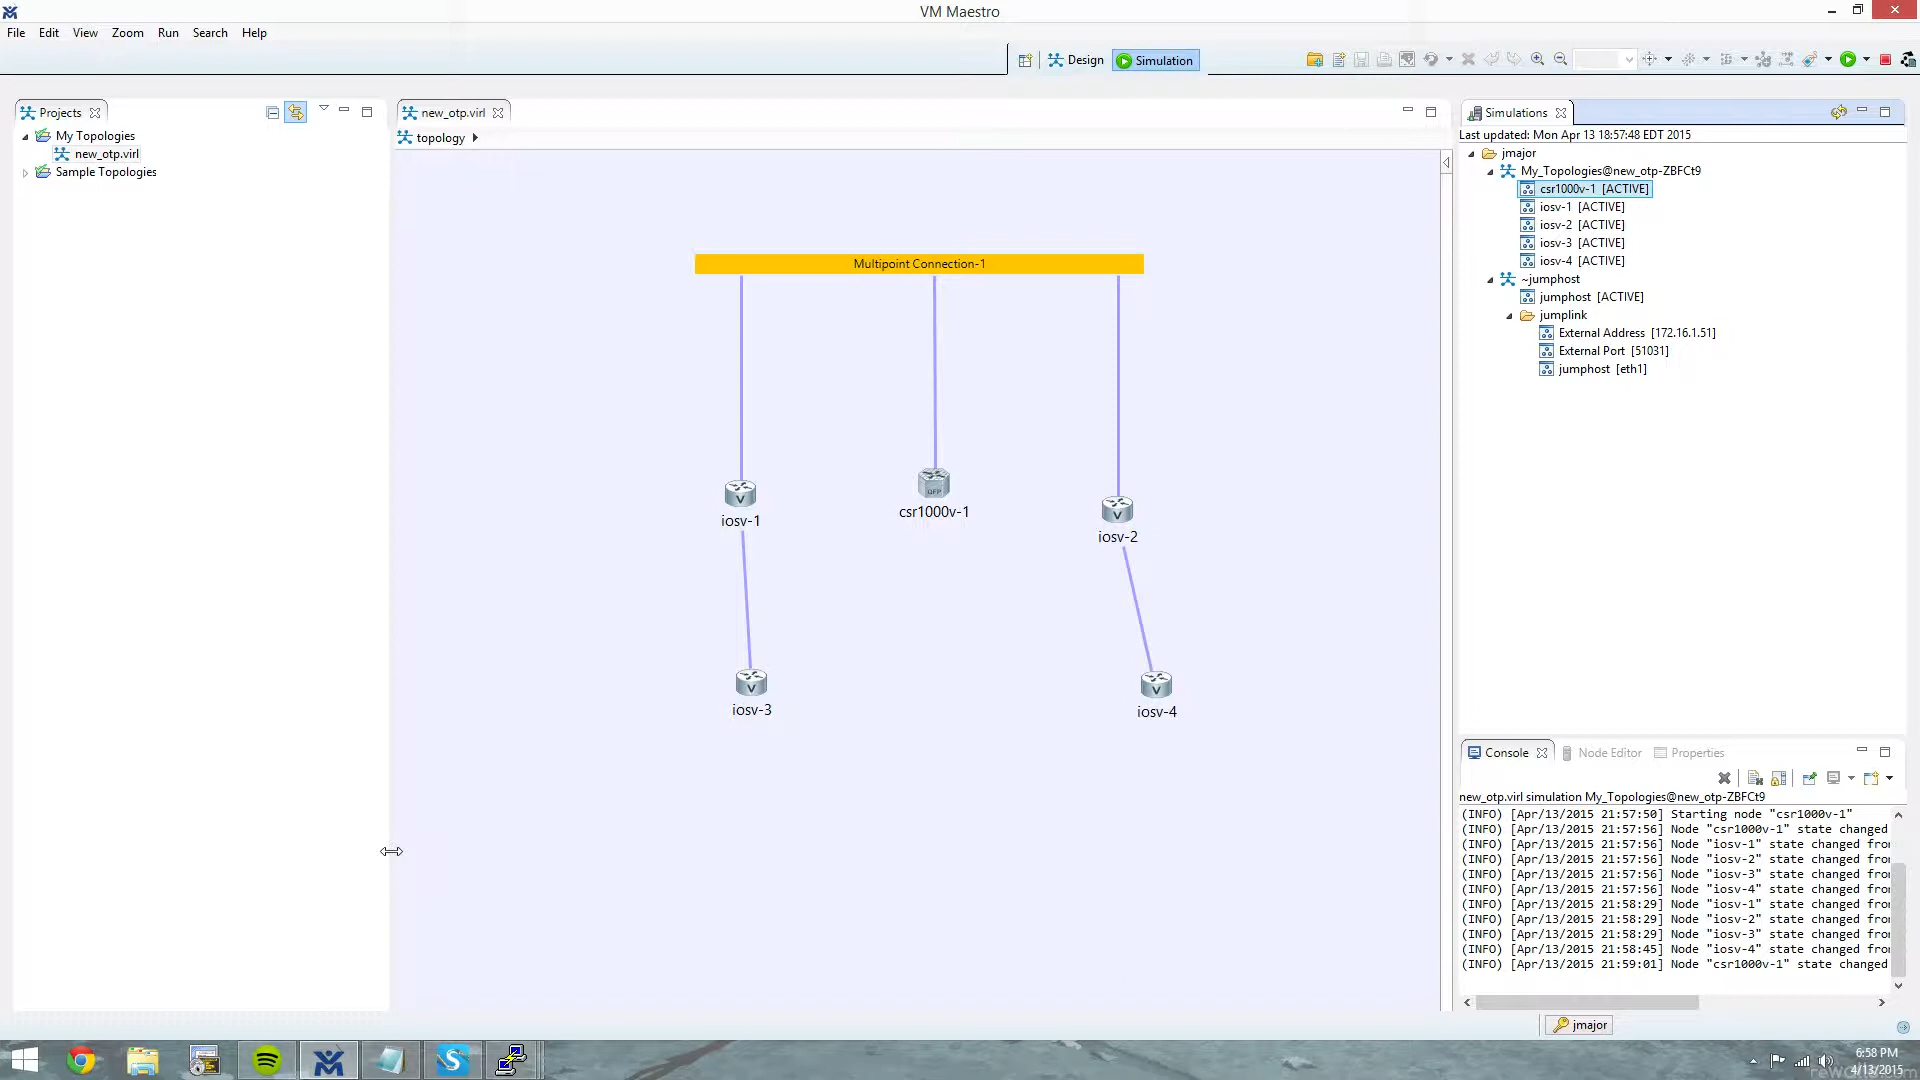 VM Maestro
File Edit View Zoom Run Search Help
Design Simulation
Projects
My Topologies
new_otp.virl
Sample Topologies
new_otp.virl
topology
Multipoint Connection-1
iosv-1
QFP
csr1000v-1
V
iosv-2
V
iosv-3
V
iosv-4
V
Simulations
Last updated: Mon Apr 13 18:57:48 EDT 2015
jmajor
My_Topologies@new_otp-ZBFCt9
csr1000v-1 [ACTIVE]
iosv-1 [ACTIVE]
iosv-2 [ACTIVE]
iosv-3 [ACTIVE]
iosv-4 [ACTIVE]
~jumphost
jumphost [ACTIVE]
jumplink
External Address [172.16.1.51]
External Port [51031]
jumphost [eth1]
Console Node Editor Properties
new_otp.virl simulation My_Topologies@new_otp-ZBFCt9
(INFO) [Apr/13/2015 21:57:50] Starting node "csr1000v-1"
(INFO) [Apr/13/2015 21:57:56] Node "csr1000v-1" state changed
(INFO) [Apr/13/2015 21:57:56] Node "iosv-1" state changed fro
(INFO) [Apr/13/2015 21:57:56] Node "iosv-2" state changed fro
(INFO) [Apr/13/2015 21:57:56] Node "iosv-3" state changed fro
(INFO) [Apr/13/2015 21:57:56] Node "iosv-4" state changed fro
(INFO) [Apr/13/2015 21:58:29] Node "iosv-1" state changed fro
(INFO) [Apr/13/2015 21:58:29] Node "iosv-2" state changed fro
(INFO) [Apr/13/2015 21:58:29] Node "iosv-3" state changed fro
(INFO) [Apr/13/2015 21:58:45] Node "iosv-4" state changed fro
(INFO) [Apr/13/2015 21:59:01] Node "csr1000v-1" state changed
jmajor
6:58 PM
4/13/2015